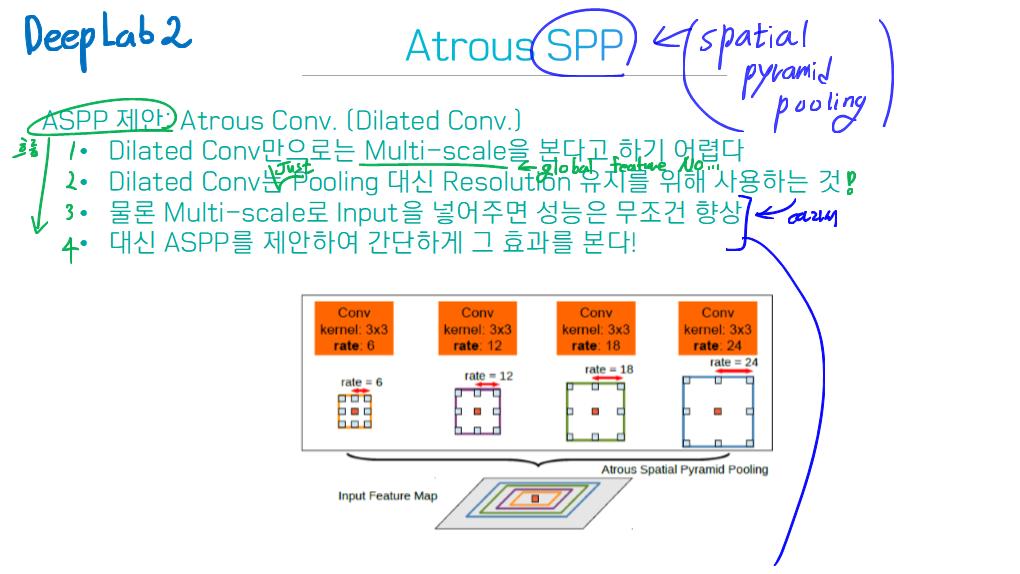 DeepLab2
Atrous SPP
(spatial
pyramid
pooling)
ASPP 제안: Atrous Conv. (Dilated Conv.)
흐름
1• Dilated Conv만으로는 Multi-scale을 본다고 하기 어렵다
← global feature No...
Just
2• Dilated Conv는 Pooling 대신 Resolution 유지를 위해 사용하는 것!
3• 물론 Multi-scale로 Input을 넣어주면 성능은 무조건 향상
4• 대신 ASPP를 제안하여 간단하게 그 효과를 본다!
Conv
kernel: 3x3
rate: 6
Conv
kernel: 3x3
rate: 12
Conv
kernel: 3x3
rate: 18
Conv
kernel: 3x3
rate: 24
rate = 6
rate = 12
rate = 18
rate = 24
Atrous Spatial Pyramid Pooling
Input Feature Map